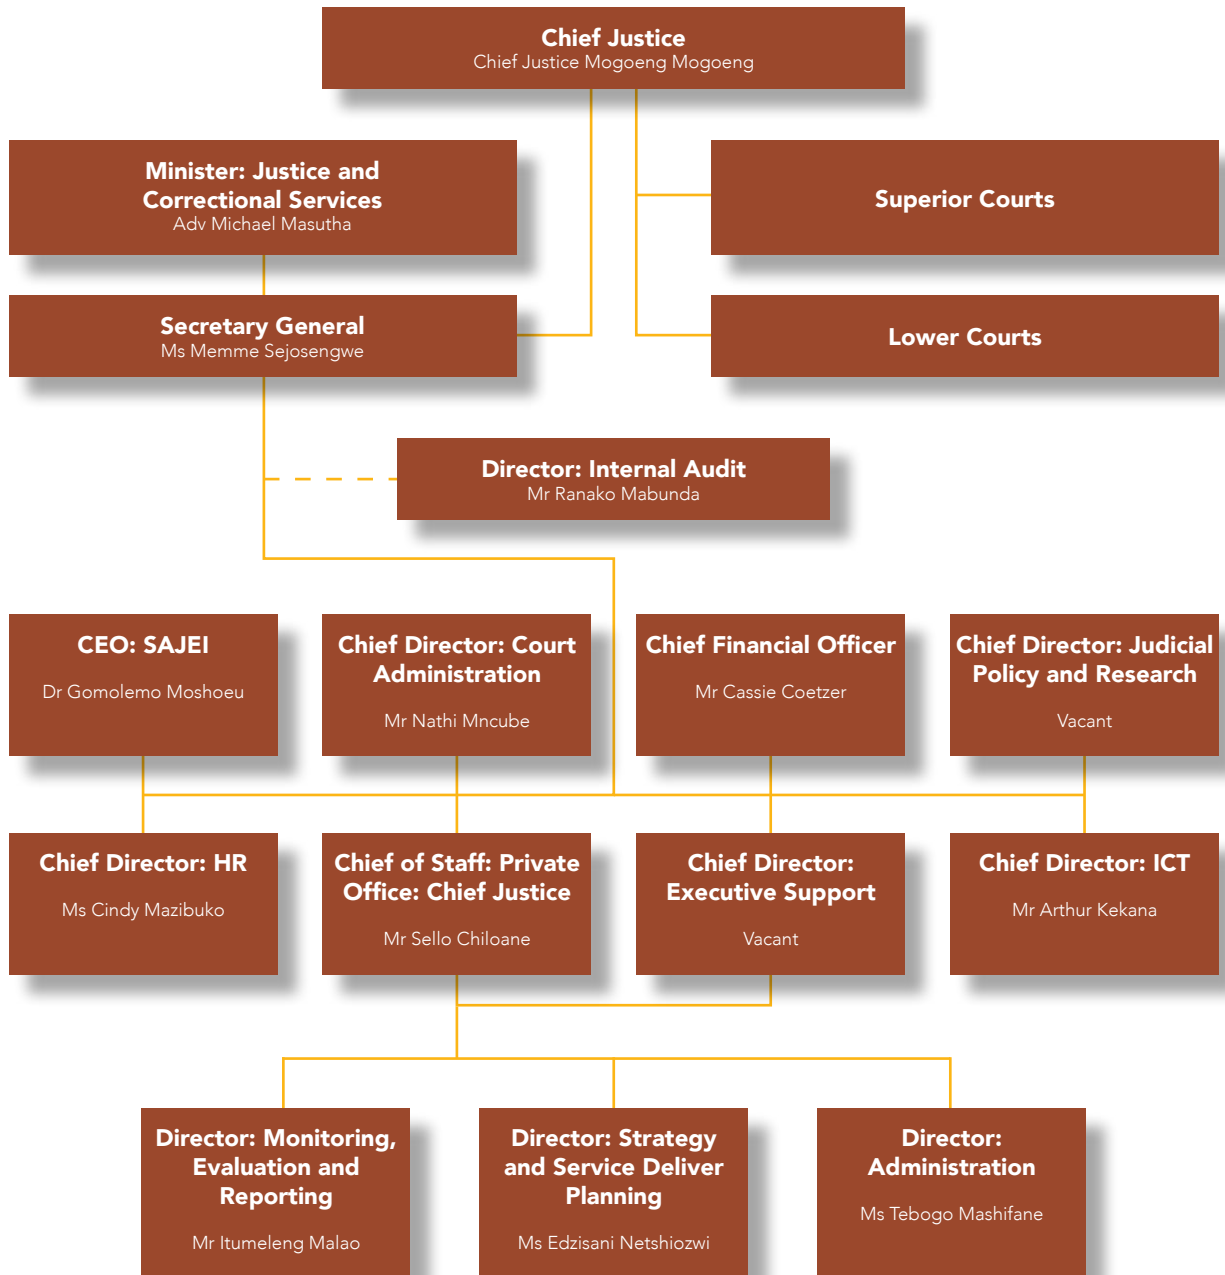 Chief Justice
Chief Justice Mogoeng Mogoeng
Minister: Justice and
Correctional Services
Adv Michael Masutha
Superior Courts
Secretary General
Ms Memme Sejosengwe
Lower Courts
Director: Internal Audit
Mr Ranako Mabunda
CEO: SAJEI
Dr Gomolemo Moshoeu
Chief Director: Court
Administration
Mr Nathi Mncube
Chief Financial Officer
Mr Cassie Coetzer
Chief Director: Judicial
Policy and Research
Vacant
Chief Director: HR
Ms Cindy Mazibuko
Chief of Staff: Private
Office: Chief Justice
Mr Sello Chiloane
Chief Director:
Executive Support
Vacant
Chief Director: ICT
Mr Arthur Kekana
Director: Monitoring,
Evaluation and
Reporting
Mr Itumeleng Malao
Director: Strategy
and Service Deliver
Planning
Ms Edzisani Netshiozwi
Director:
Administration
Ms Tebogo Mashifane